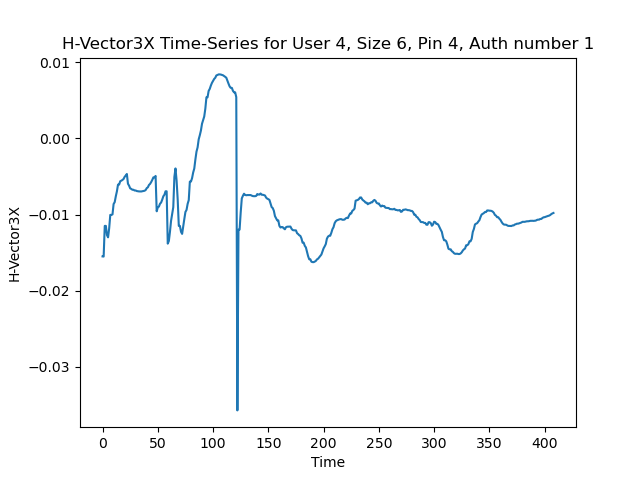 H-Vector3X Time-Series for User 4, Size 6, Pin 4, Auth number 1
0.01
0.00
−0.01
−0.02
−0.03
H-Vector3X
0 50 100 150 200 250 300 350 400
Time